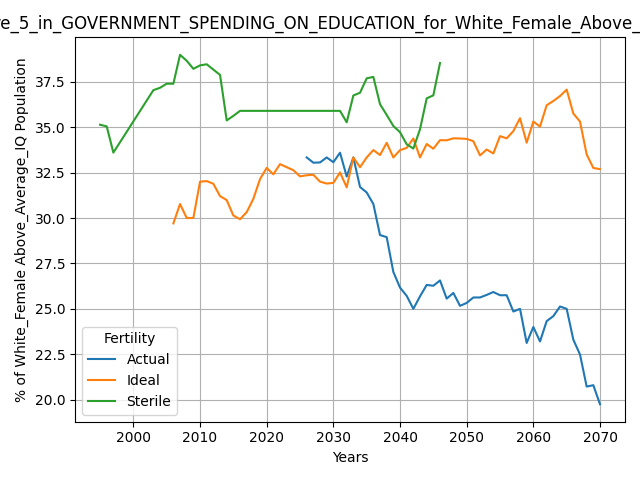 e_5_in_GOVERNMENT_SPENDING_ON_EDUCATION_for_White_Female_Above_
% of White_Female Above_Average_IQ Population
37.5
35.0
32.5
30.0
27.5
25.0
22.5
20.0
Fertility
Actual
Ideal
Sterile
2000 2010 2020 2030 2040 2050 2060 2070
Years